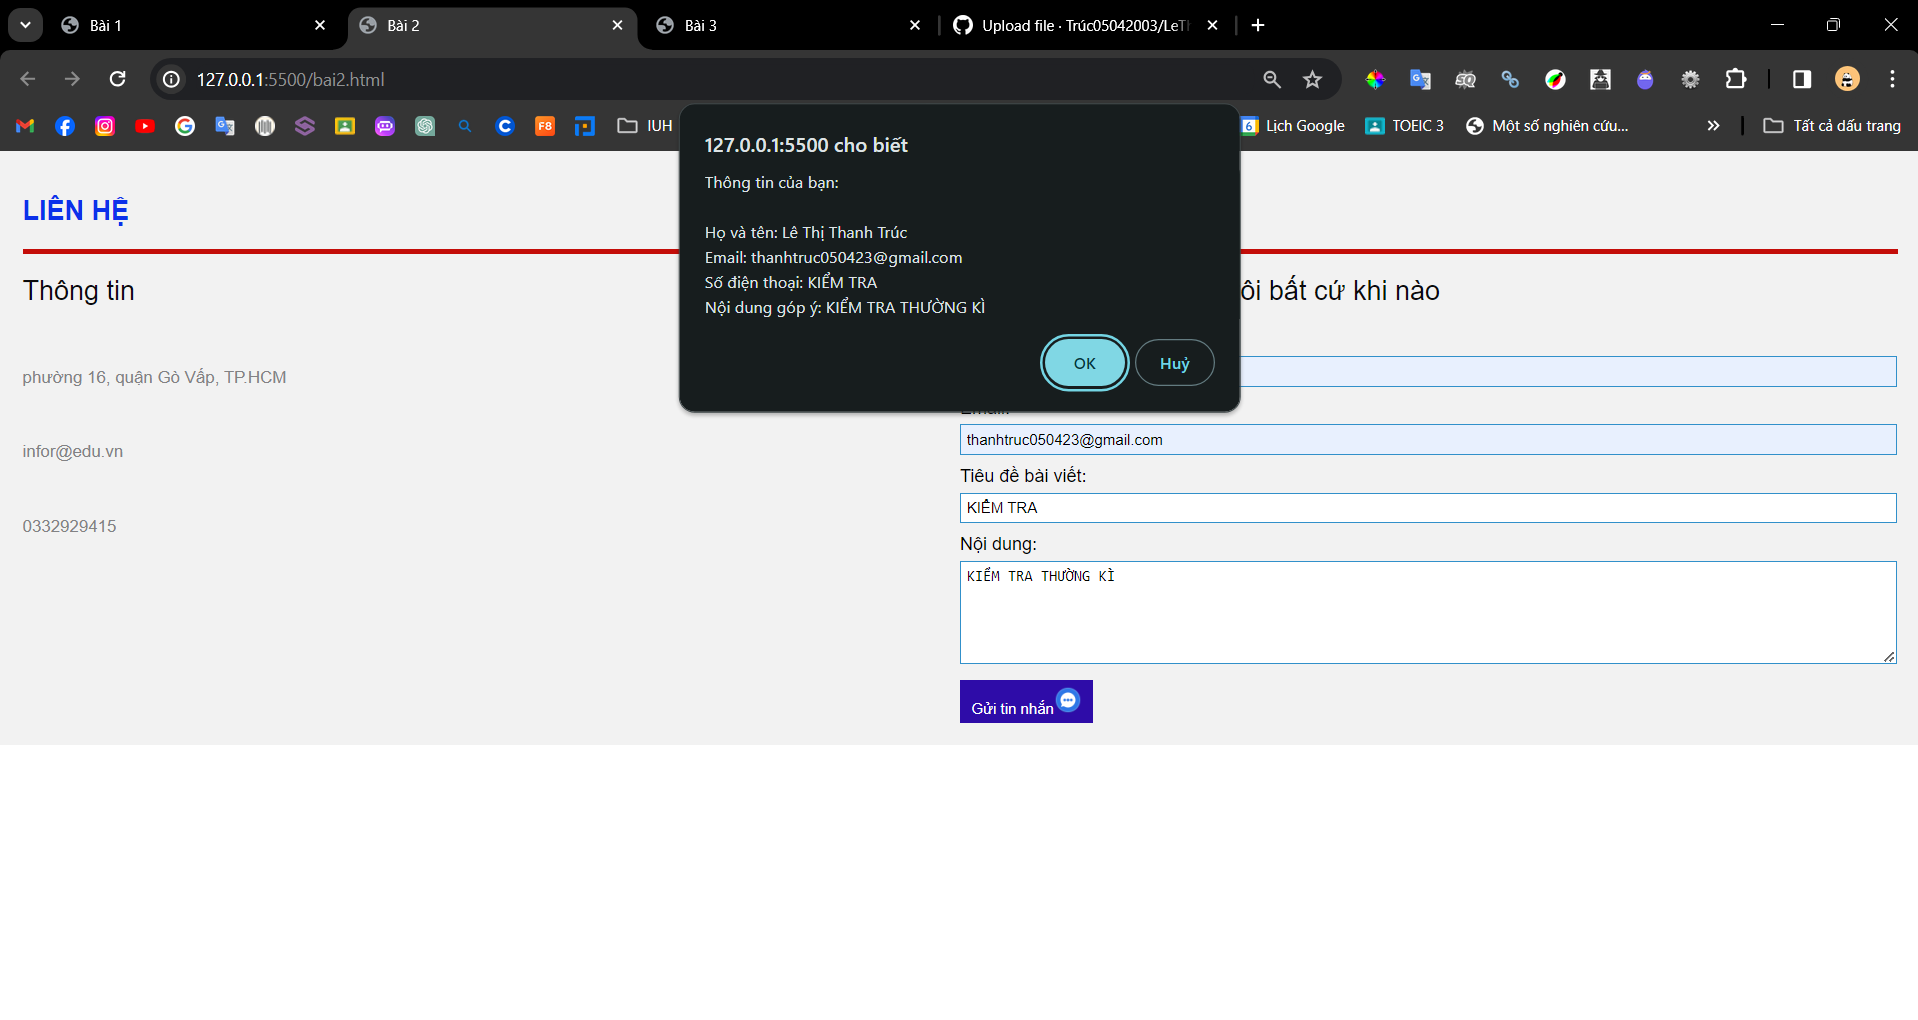 Bài 1
Bài 2
Bài 3
Upload file · Trúc05042003/LeTh
127.0.0.1:5500/bai2.html
IUH
6
Lịch Google
TOEIC 3
Một số nghiên cứu...
Tất cả dấu trang
F8
127.0.0.1:5500 cho biết
Thông tin của bạn:
Họ và tên: Lê Thị Thanh Trúc
Email: thanhtruc050423@gmail.com
Số điện thoại: KIỂM TRA
Nội dung góp ý: KIỂM TRA THƯỜNG KÌ
OK
Huỷ
LIÊN HỆ
Thông tin
phường 16, quận Gò Vấp, TP.HCM
infor@edu.vn
0332929415
ôi bất cứ khi nào
thanhtruc050423@gmail.com
Tiêu đề bài viết:
KIỂM TRA
Nội dung:
KIỂM TRA THƯỜNG KÌ
Gửi tin nhắn